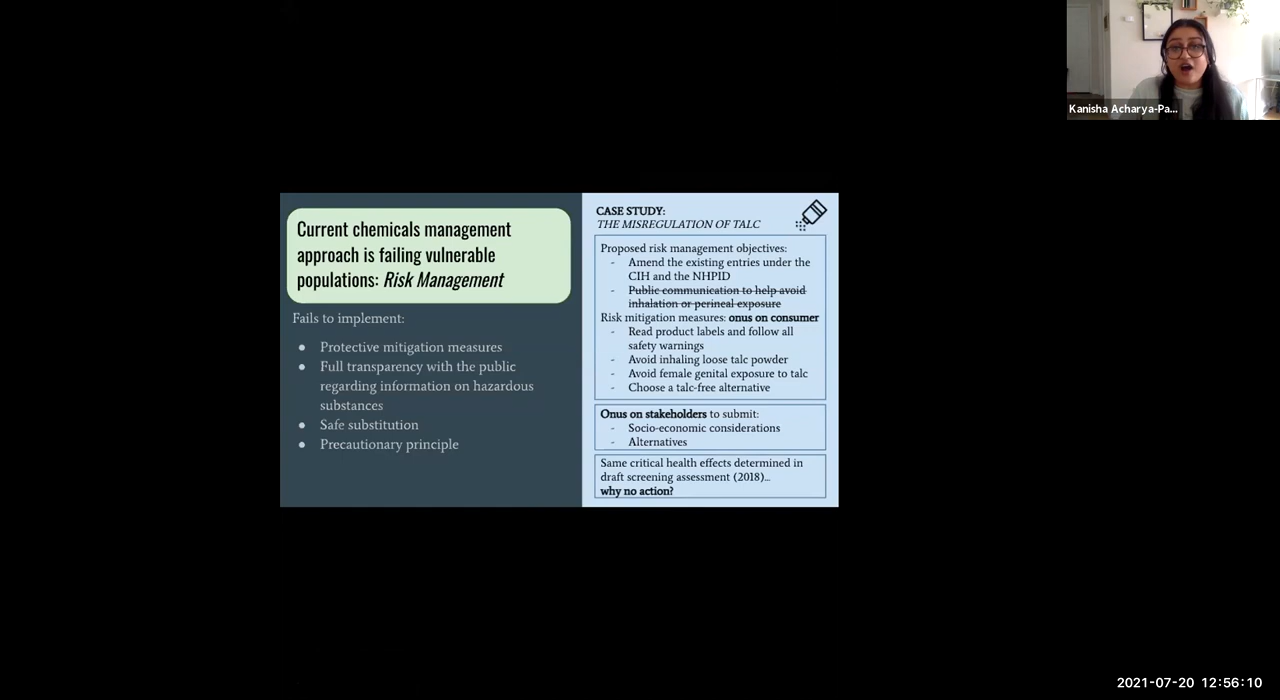 Kanisha Acharya-Pa...
Current chemicals management
approach is failing vulnerable
populations: Risk Management
Fails to implement:
● Protective mitigation measures
● Full transparency with the public
regarding information on hazardous
substances
● Safe substitution
● Precautionary principle
CASE STUDY:
THE MISREGULATION OF TALC
Proposed risk management objectives:
- Amend the existing entries under the
CIH and the NHPID
- Public communication to help avoid
inhalation or perineal exposure
Risk mitigation measures: onus on consumer
- Read product labels and follow all
safety warnings
- Avoid inhaling loose talc powder
- Avoid female genital exposure to talc
- Choose a talc-free alternative
Onus on stakeholders to submit:
- Socio-economic considerations
- Alternatives
Same critical health effects determined in
draft screening assessment (2018)...
why no action?
2021-07-20 12:56:10